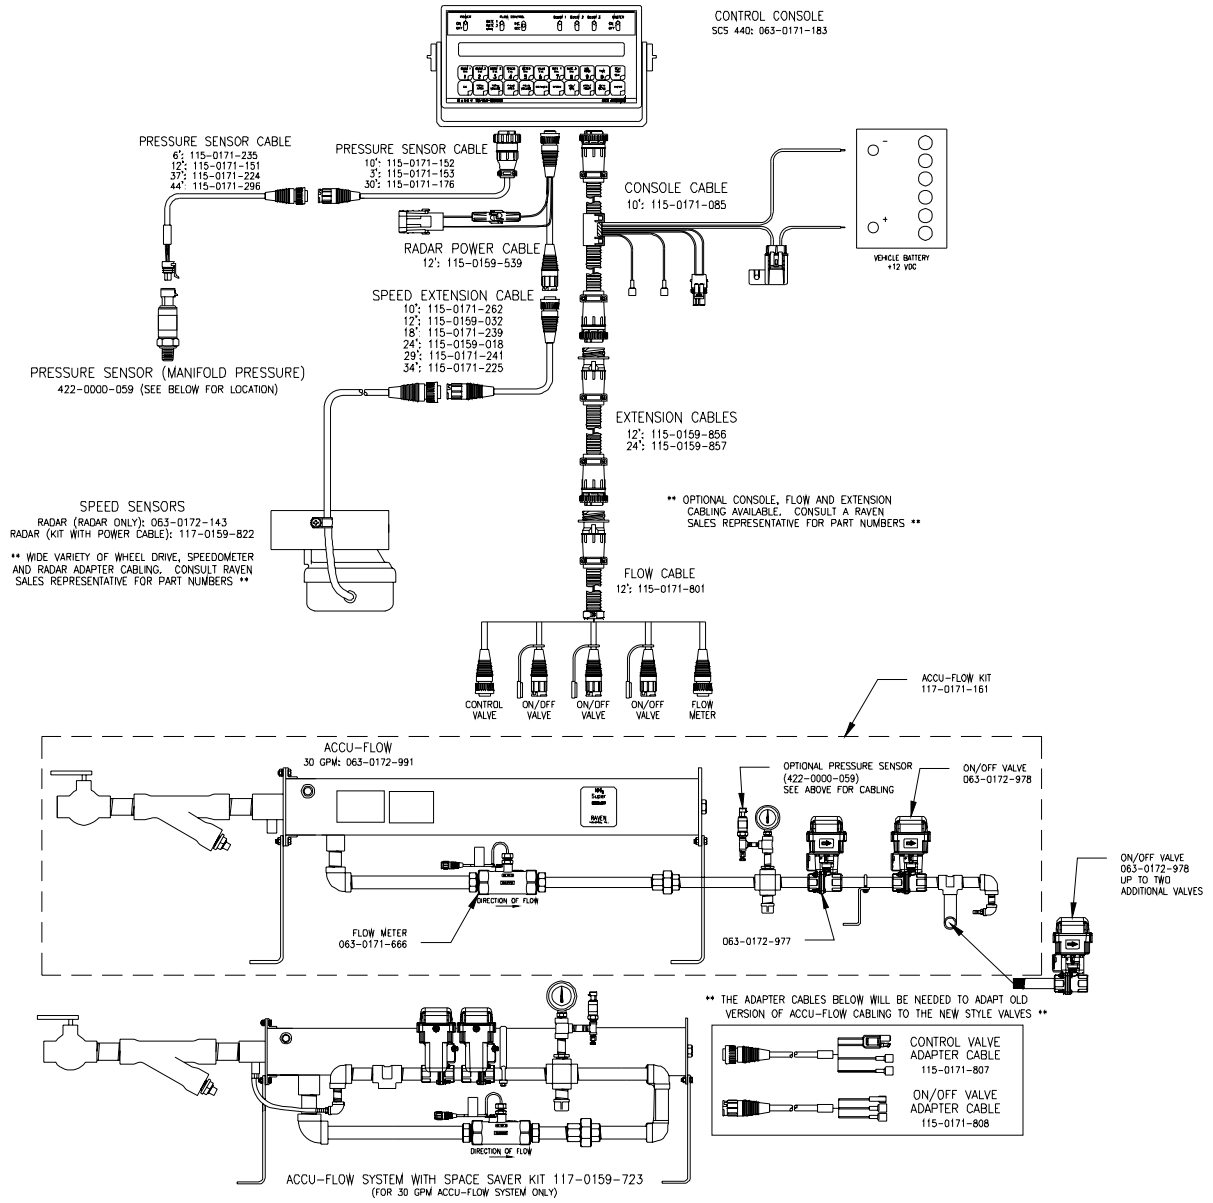 CONTROL CONSOLE
SCS 440: 063-0171-183
PRESSURE SENSOR CABLE
6': 115-0171-235
12': 115-0171-151
37': 115-0171-224
44': 115-0171-296
PRESSURE SENSOR CABLE
10': 115-0171-152
3': 115-0171-153
30': 115-0171-176
CONSOLE CABLE
10': 115-0171-085
-
+
VEHICLE BATTERY
+12 VDC
RADAR POWER CABLE
12': 115-0159-539
SPEED EXTENSION CABLE
10': 115-0171-262
12': 115-0159-032
18': 115-0171-239
24': 115-0159-018
29': 115-0171-241
34': 115-0171-225
PRESSURE SENSOR (MANIFOLD PRESSURE)
422-0000-059 (SEE BELOW FOR LOCATION)
EXTENSION CABLES
12': 115-0159-856
24': 115-0159-857
** OPTIONAL CONSOLE, FLOW AND EXTENSION
CABLING AVAILABLE. CONSULT A RAVEN
SALES REPRESENTATIVE FOR PART NUMBERS **
SPEED SENSORS
RADAR (RADAR ONLY): 063-0172-143
RADAR (KIT WITH POWER CABLE): 117-0159-822
** WIDE VARIETY OF WHEEL DRIVE, SPEEDOMETER
AND RADAR ADAPTER CABLING. CONSULT RAVEN
SALES REPRESENTATIVE FOR PART NUMBERS **
FLOW CABLE
12': 115-0171-801
CONTROL
VALVE
ON/OFF
VALVE
ON/OFF
VALVE
ON/OFF
VALVE
FLOW
METER
ACCU-FLOW KIT
117-0171-161
ACCU-FLOW
30 GPM: 063-0172-991
NH3
Super
RAVEN
OPTIONAL PRESSURE SENSOR
(422-0000-059)
SEE ABOVE FOR CABLING
ON/OFF VALVE
063-0172-978
ON/OFF VALVE
063-0172-978
UP TO TWO
ADDITIONAL VALVES
DIRECTION OF FLOW
FLOW METER
063-0171-666
063-0172-977
** THE ADAPTER CABLES BELOW WILL BE NEEDED TO ADAPT OLD
VERSION OF ACCU-FLOW CABLING TO THE NEW STYLE VALVES **
CONTROL VALVE
ADAPTER CABLE
115-0171-807
ON/OFF VALVE
ADAPTER CABLE
115-0171-808
DIRECTION OF FLOW
ACCU-FLOW SYSTEM WITH SPACE SAVER KIT 117-0159-723
(FOR 30 GPM ACCU-FLOW SYSTEM ONLY)